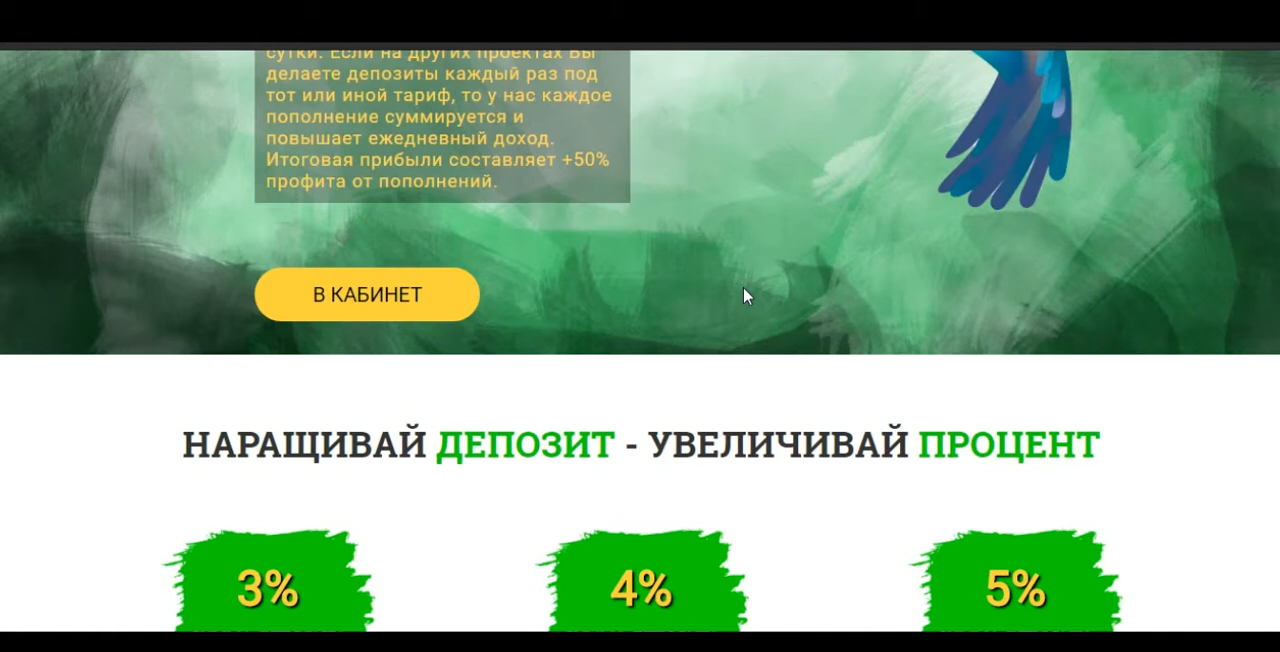 сутки. Если на других проектах Вы
делаете депозиты каждый раз под
тот или иной тариф, то у нас каждое
пополнение суммируется и
повышает ежедневный доход.
Итоговая прибыли составляет +50%
профита от пополнений.
В КАБИНЕТ
НАРАЩИВАЙ ДЕПОЗИТ - УВЕЛИЧИВАЙ ПРОЦЕНТ
3% 4% 5%